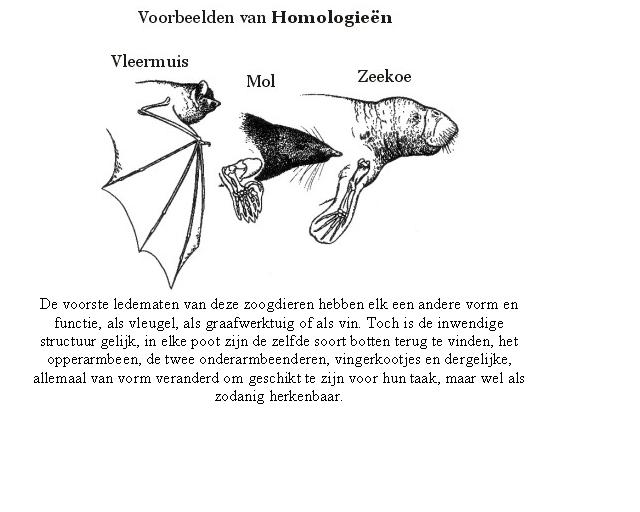 Voorbeelden van Homologieën
Vleermuis
Mol
Zeekoe
De voorste ledematen van deze zoogdieren hebben elk een andere vorm en
functie, als vleugel, als graafwerktuig of als vin. Toch is de inwendige
structuur gelijk, in elke poot zijn de zelfde soort botten terug te vinden, het
opperarmbeen, de twee onderarmbeenderen, vingerkootjes en dergelijke,
allemaal van vorm veranderd om geschikt te zijn voor hun taak, maar wel als
zodanig herkenbaar.